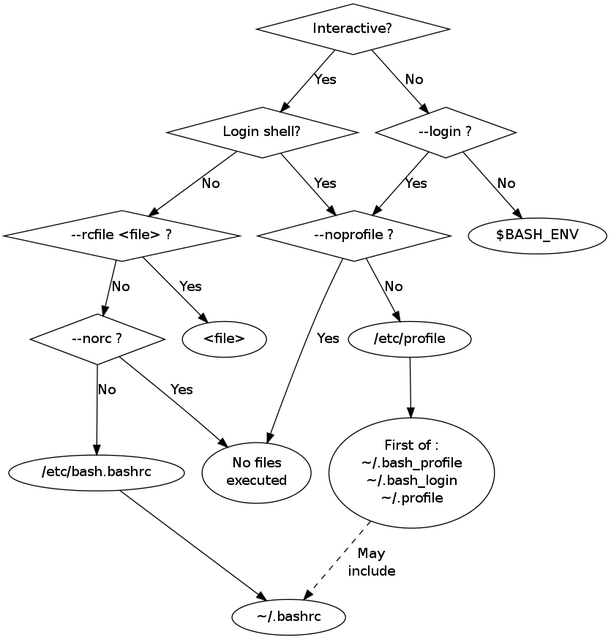 Interactive?
Yes
No
Login shell?
--login ?
No
Yes
Yes
No
--rcfile <file> ?
--noprofile ?
$BASH_ENV
No
Yes
No
--norc ?
<file>
Yes
/etc/profile
No
Yes
First of :
~/.bash_profile
~/.bash_login
~/.profile
/etc/bash.bashrc
No files
executed
May
include
~/.bashrc